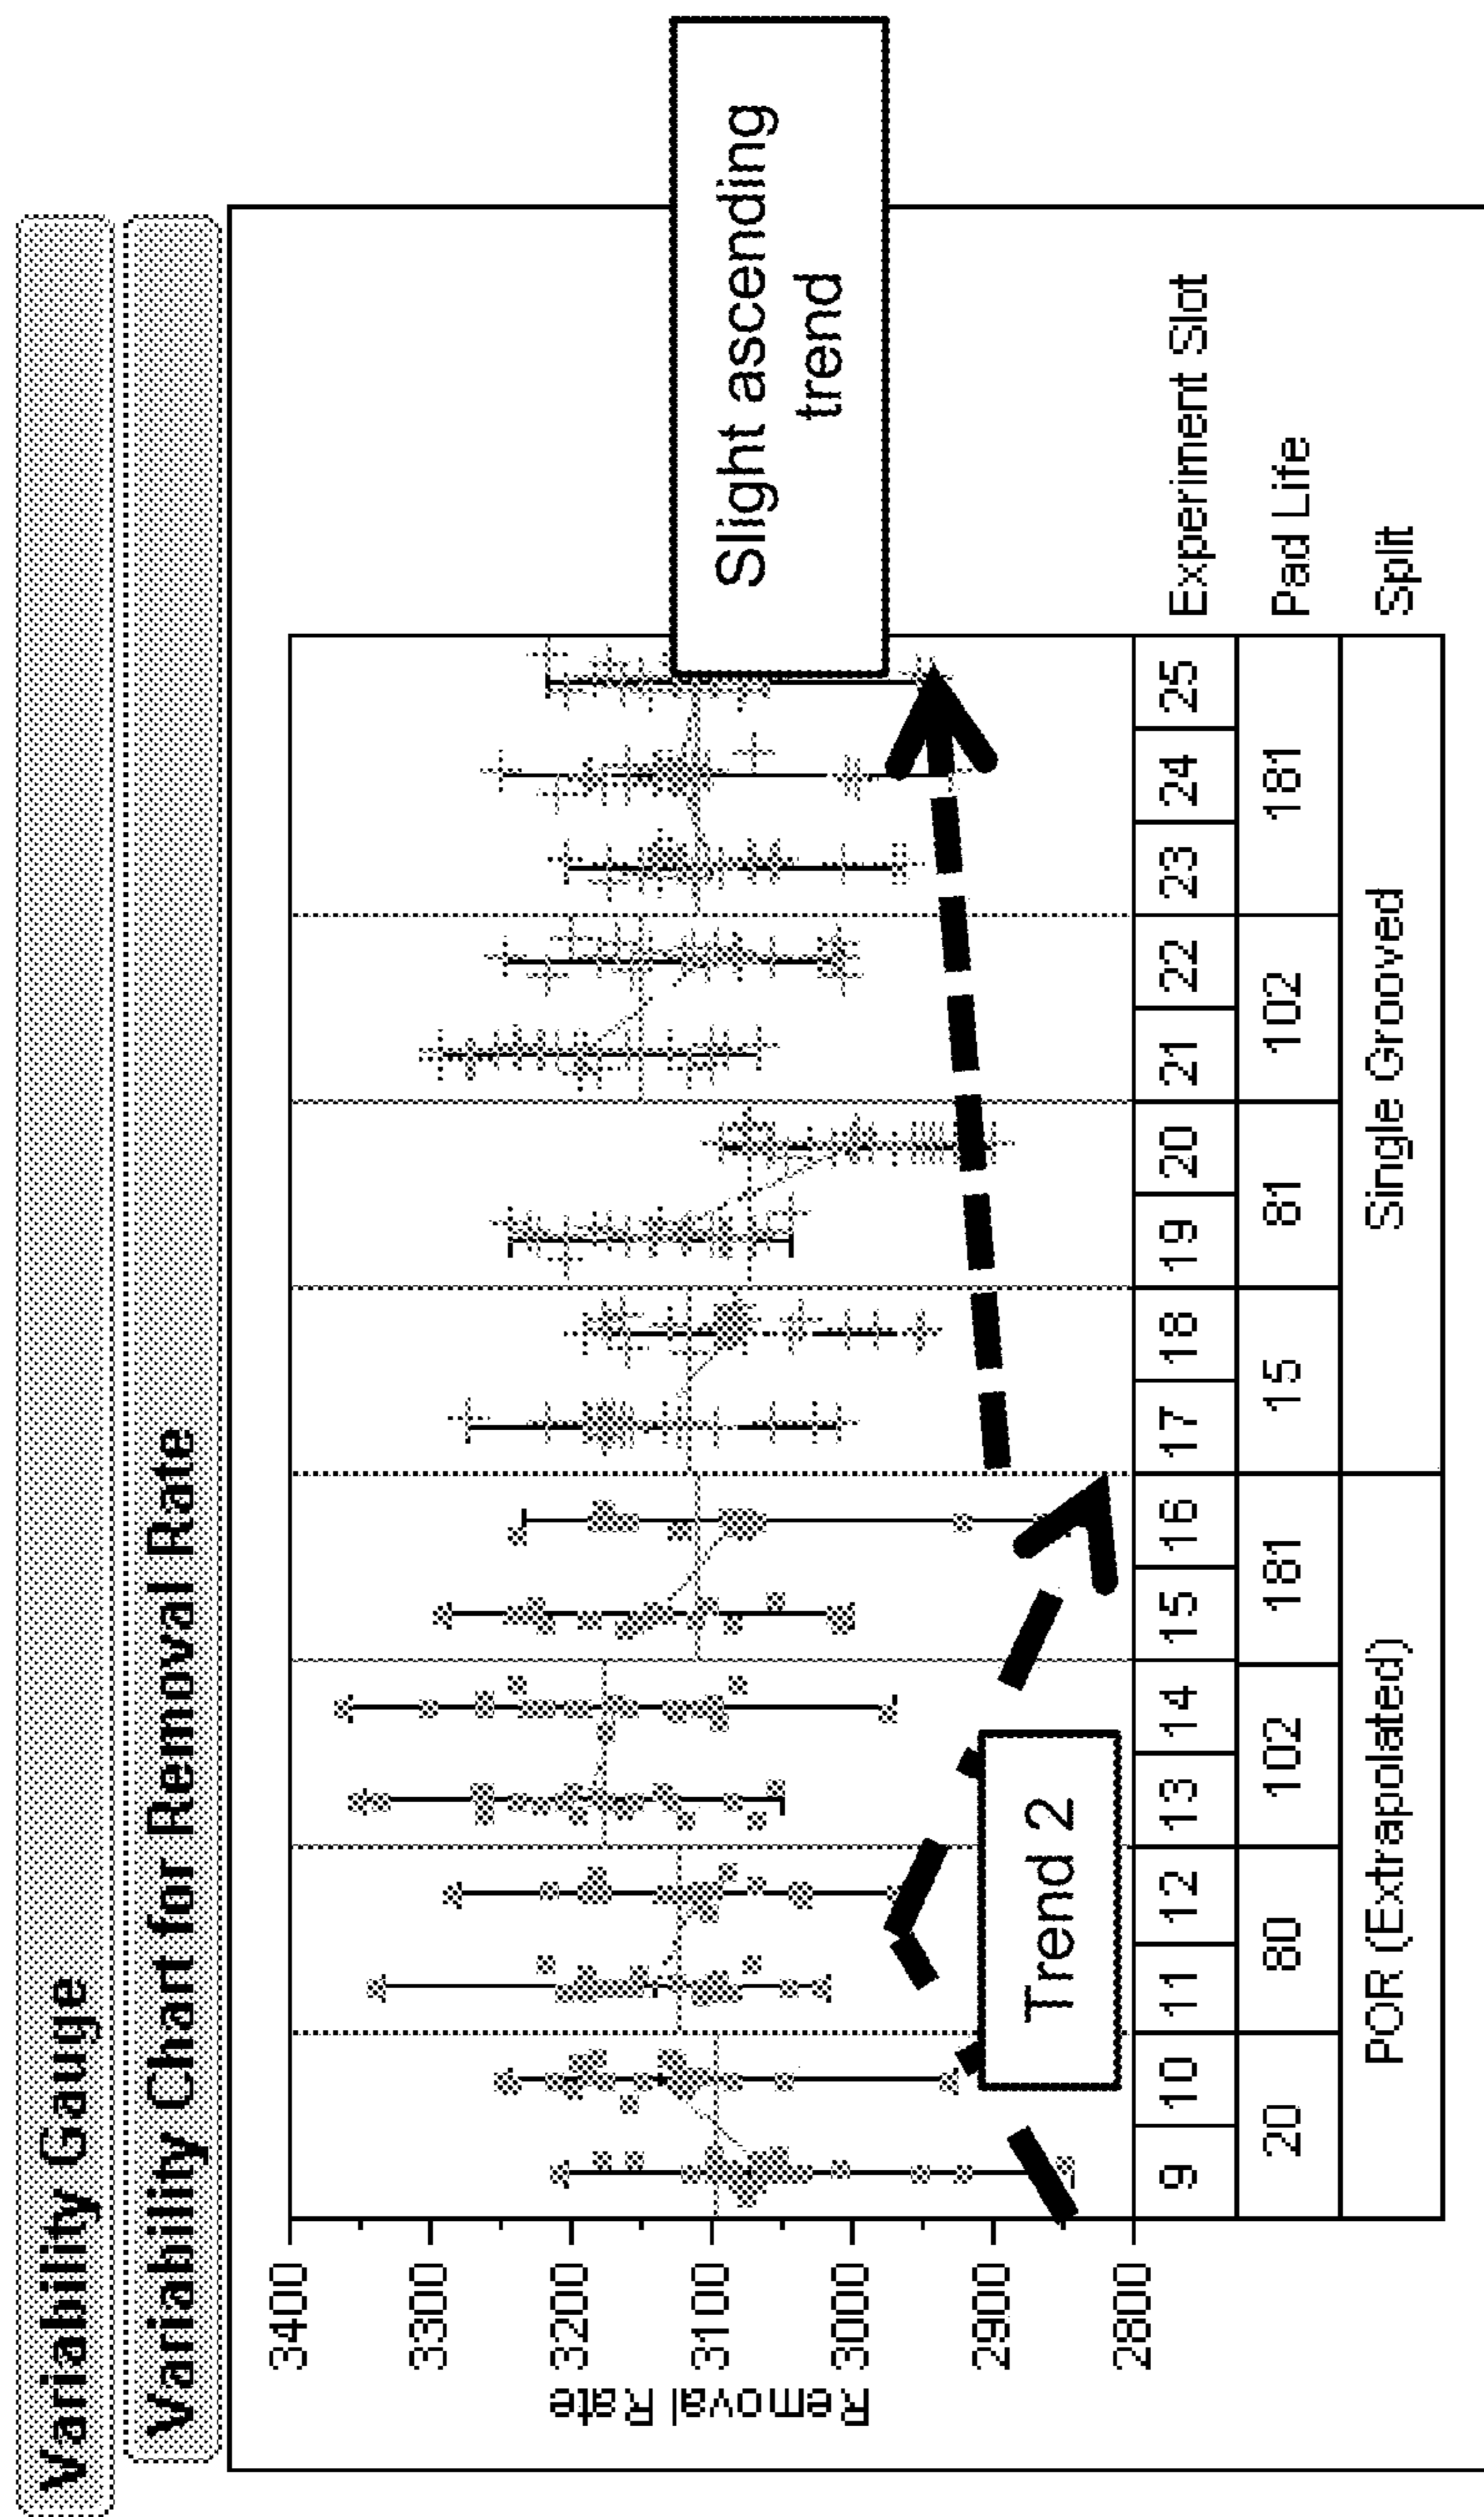 Variability Gauge
Variability Chart for Removal Rate
Removal Rate
3400
3300
3200
3100
3000
2900
2800
Slight ascending
trend
Trend 2
9 10 11 12 13 14 15 16 17 18 19 20 21 22 23 24 25 Experiment Slot
20 80 102 181 15 81 102 181 Pad Life
POR (Extrapolated) Single Grooved Split